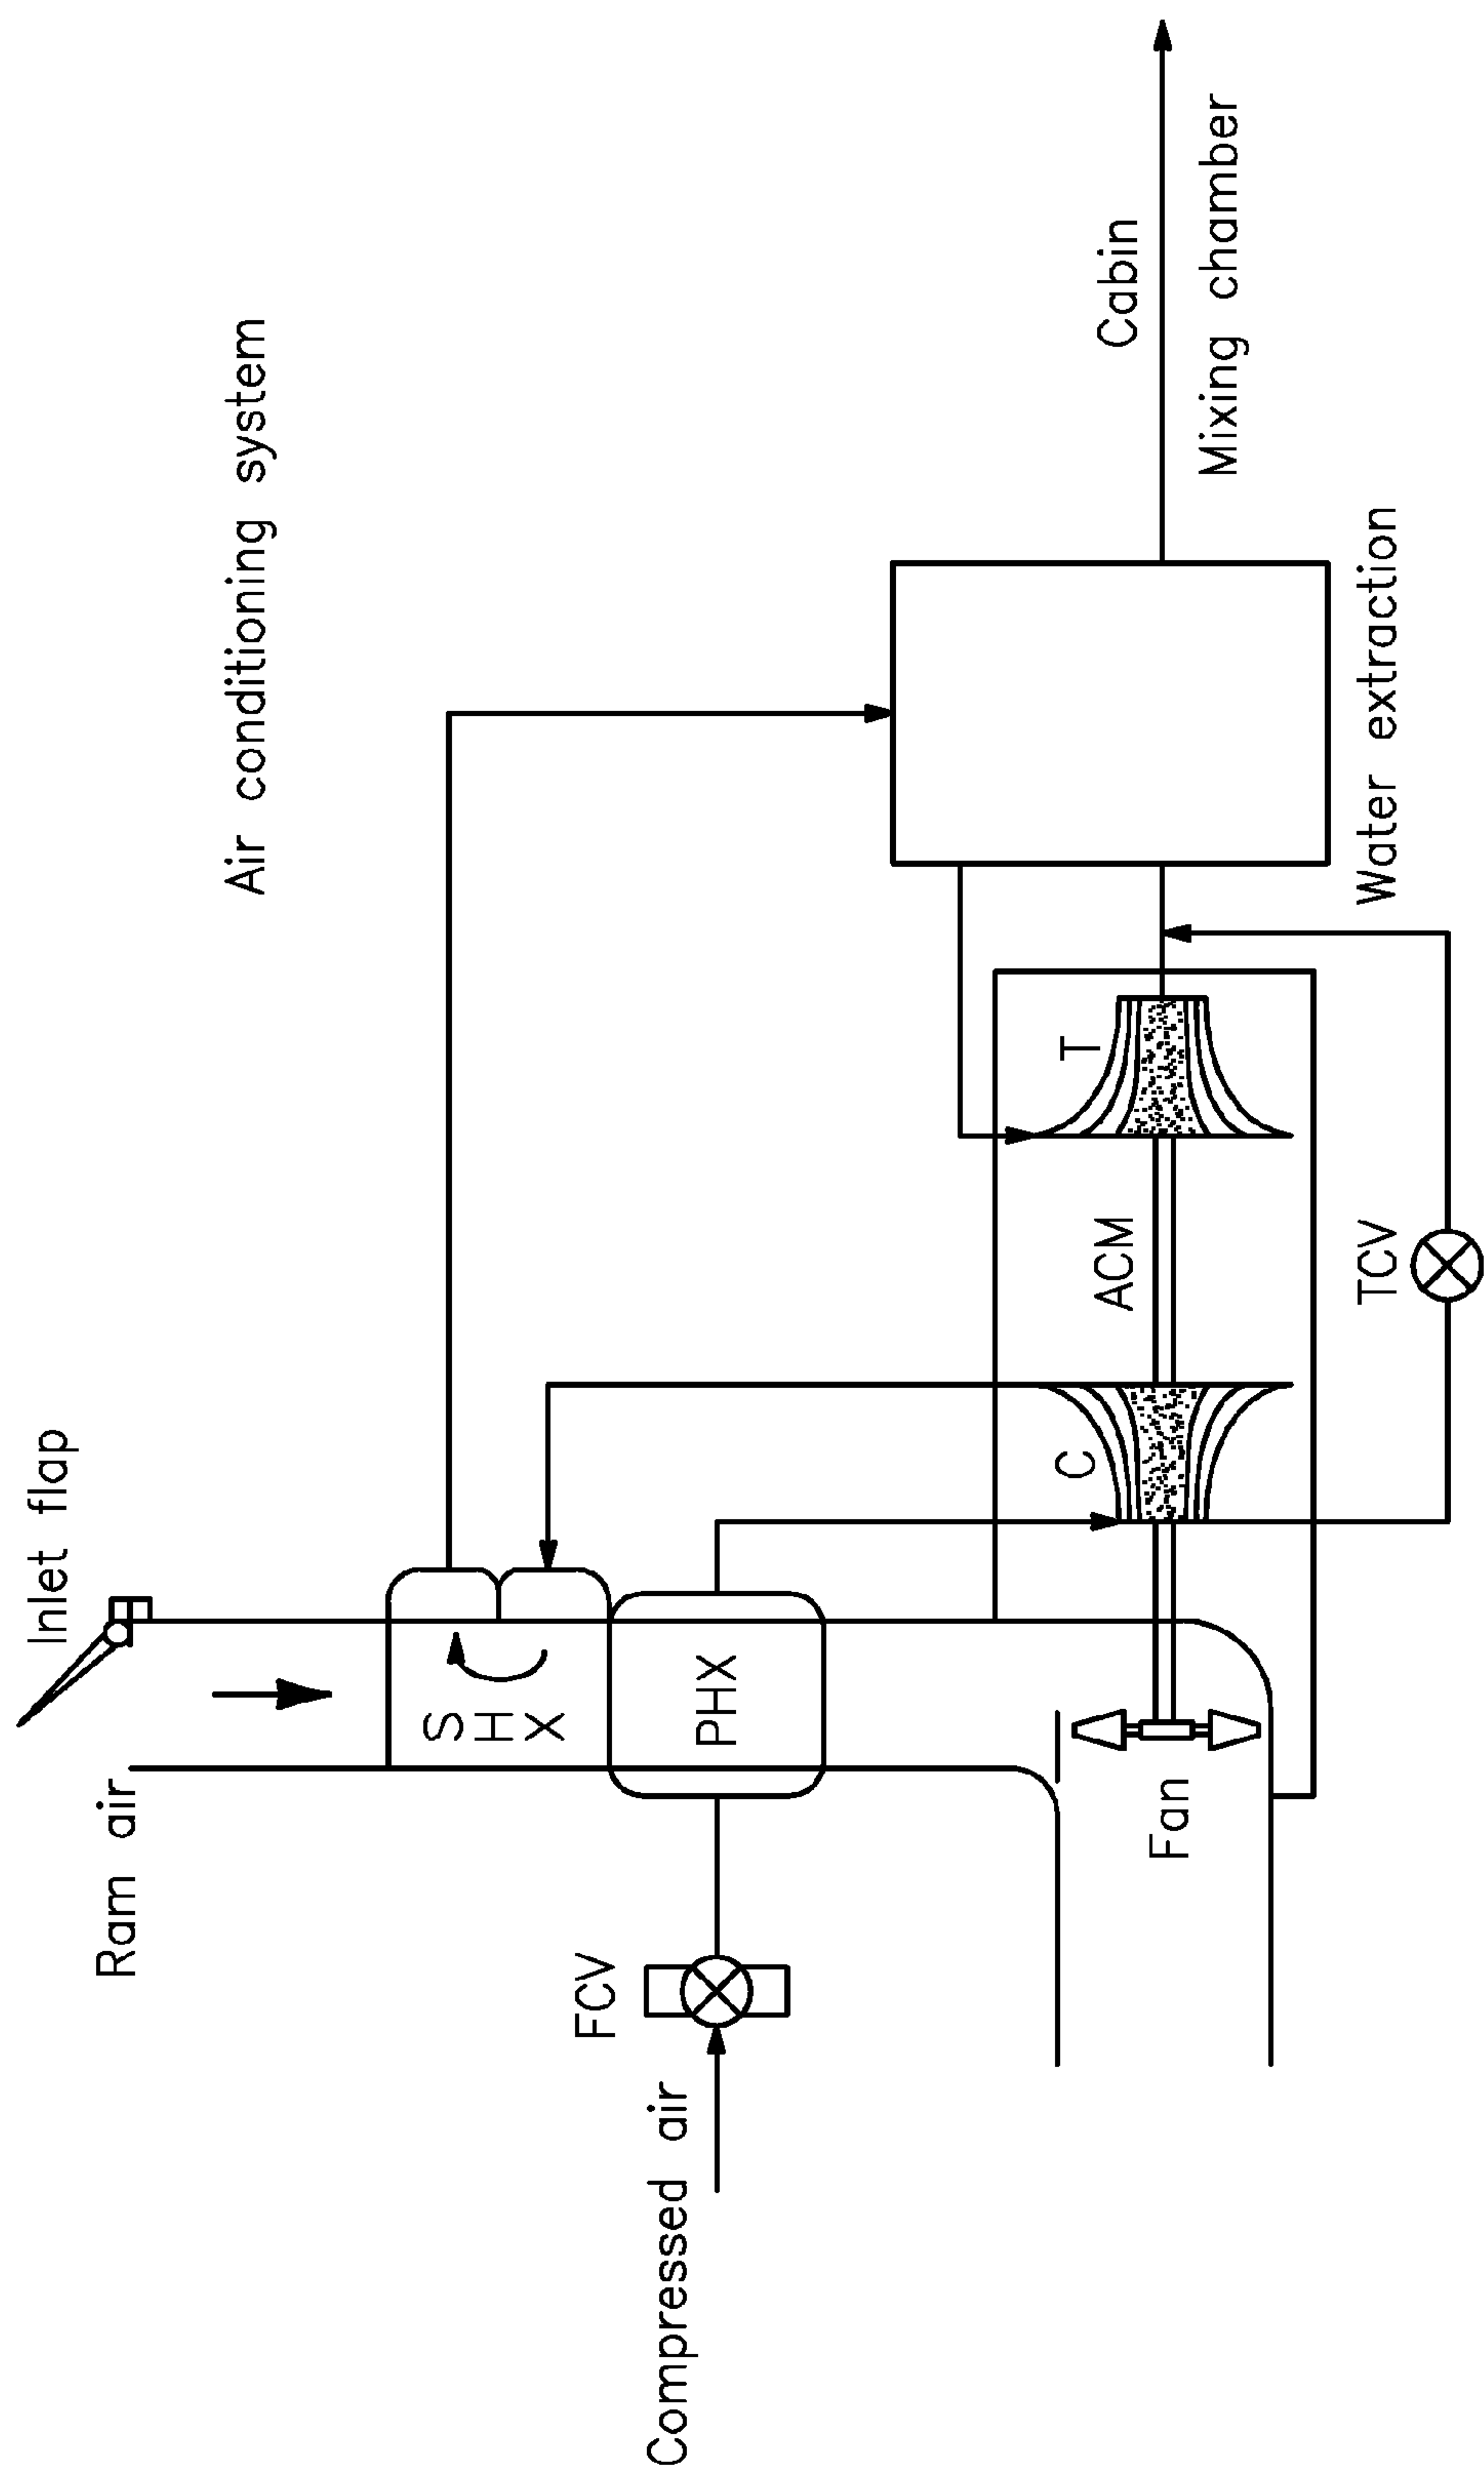 Air conditioning system
Inlet flap
Ram air
S
H
X
PHX
FCV
Compressed air
C
ACM
T
Fan
TCV
Water extraction
Cabin
Mixing chamber